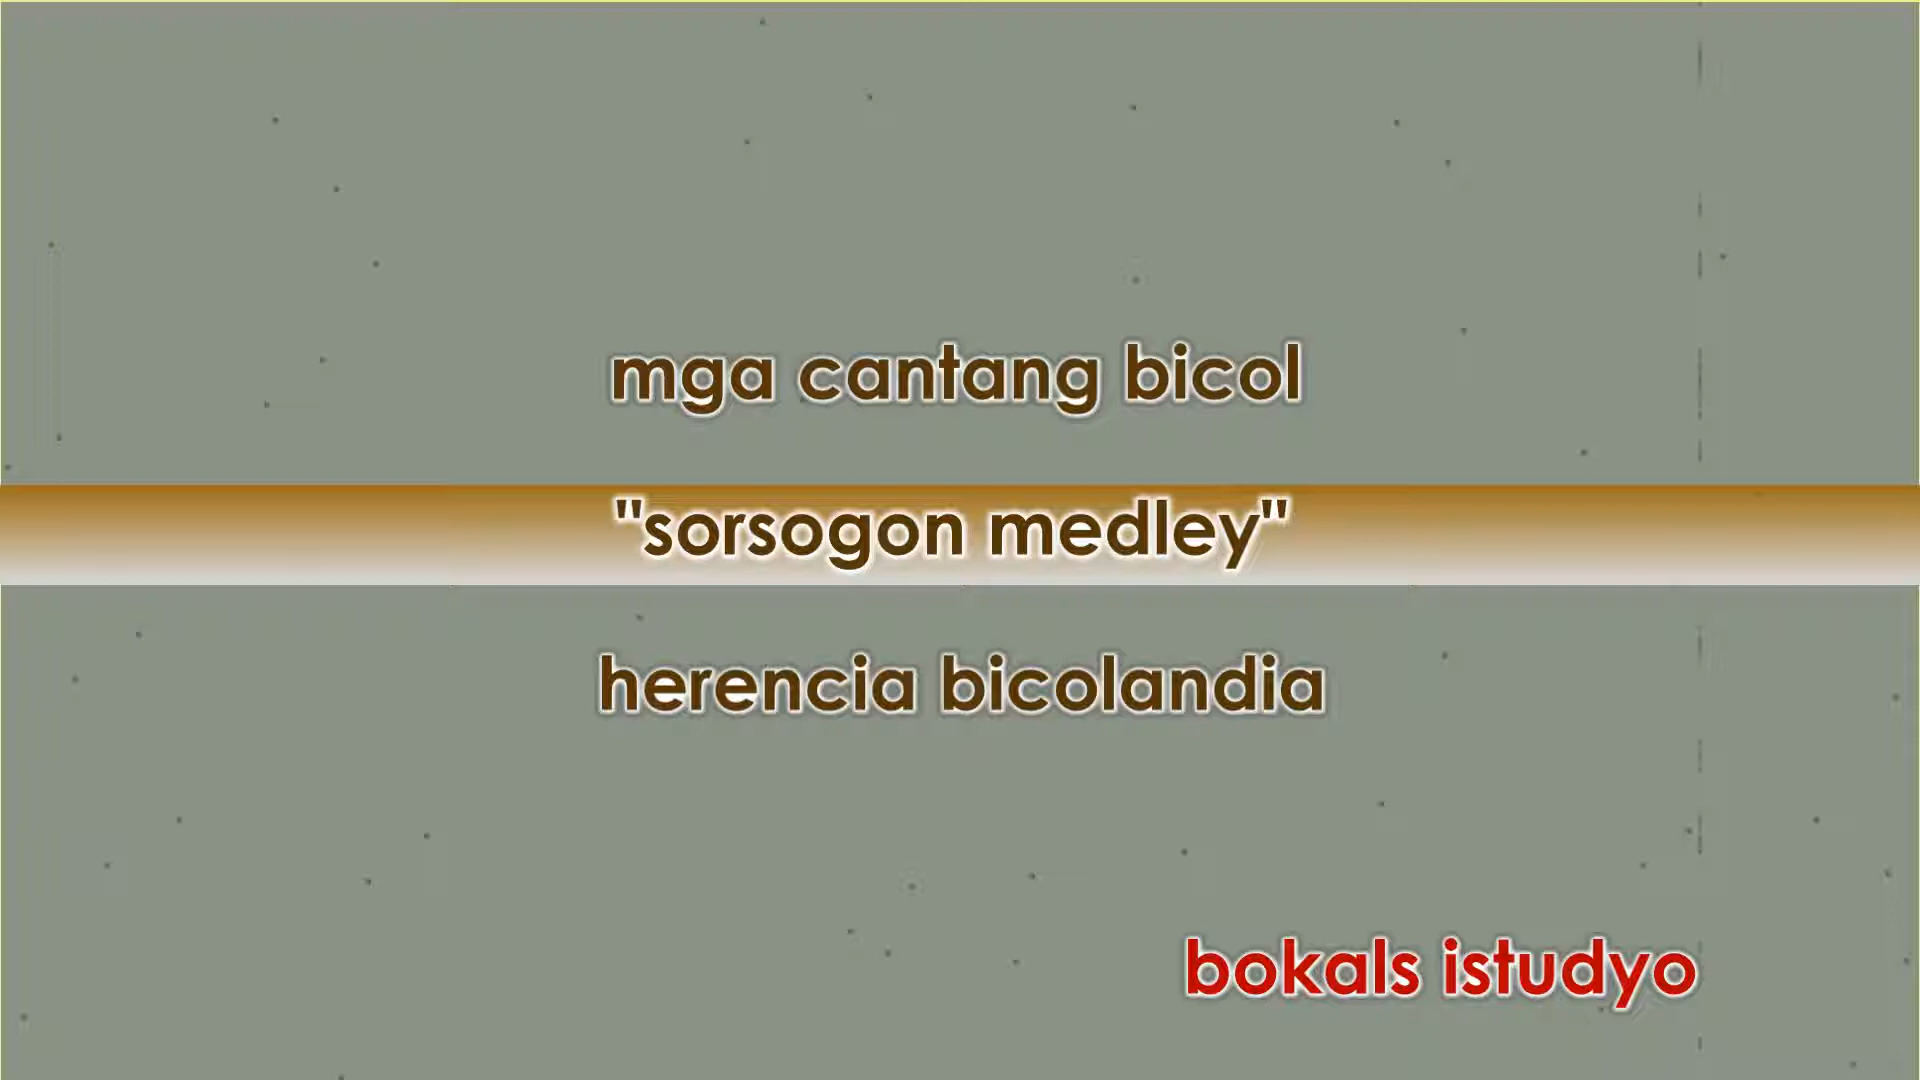 mga cantang bicol
"sorsogon medley"
herencia bicolandia
bokals istudyo